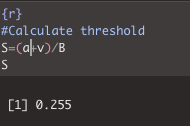 {r}
#Calculate threshold
S=(a+v)/B
S
[1] 0.255